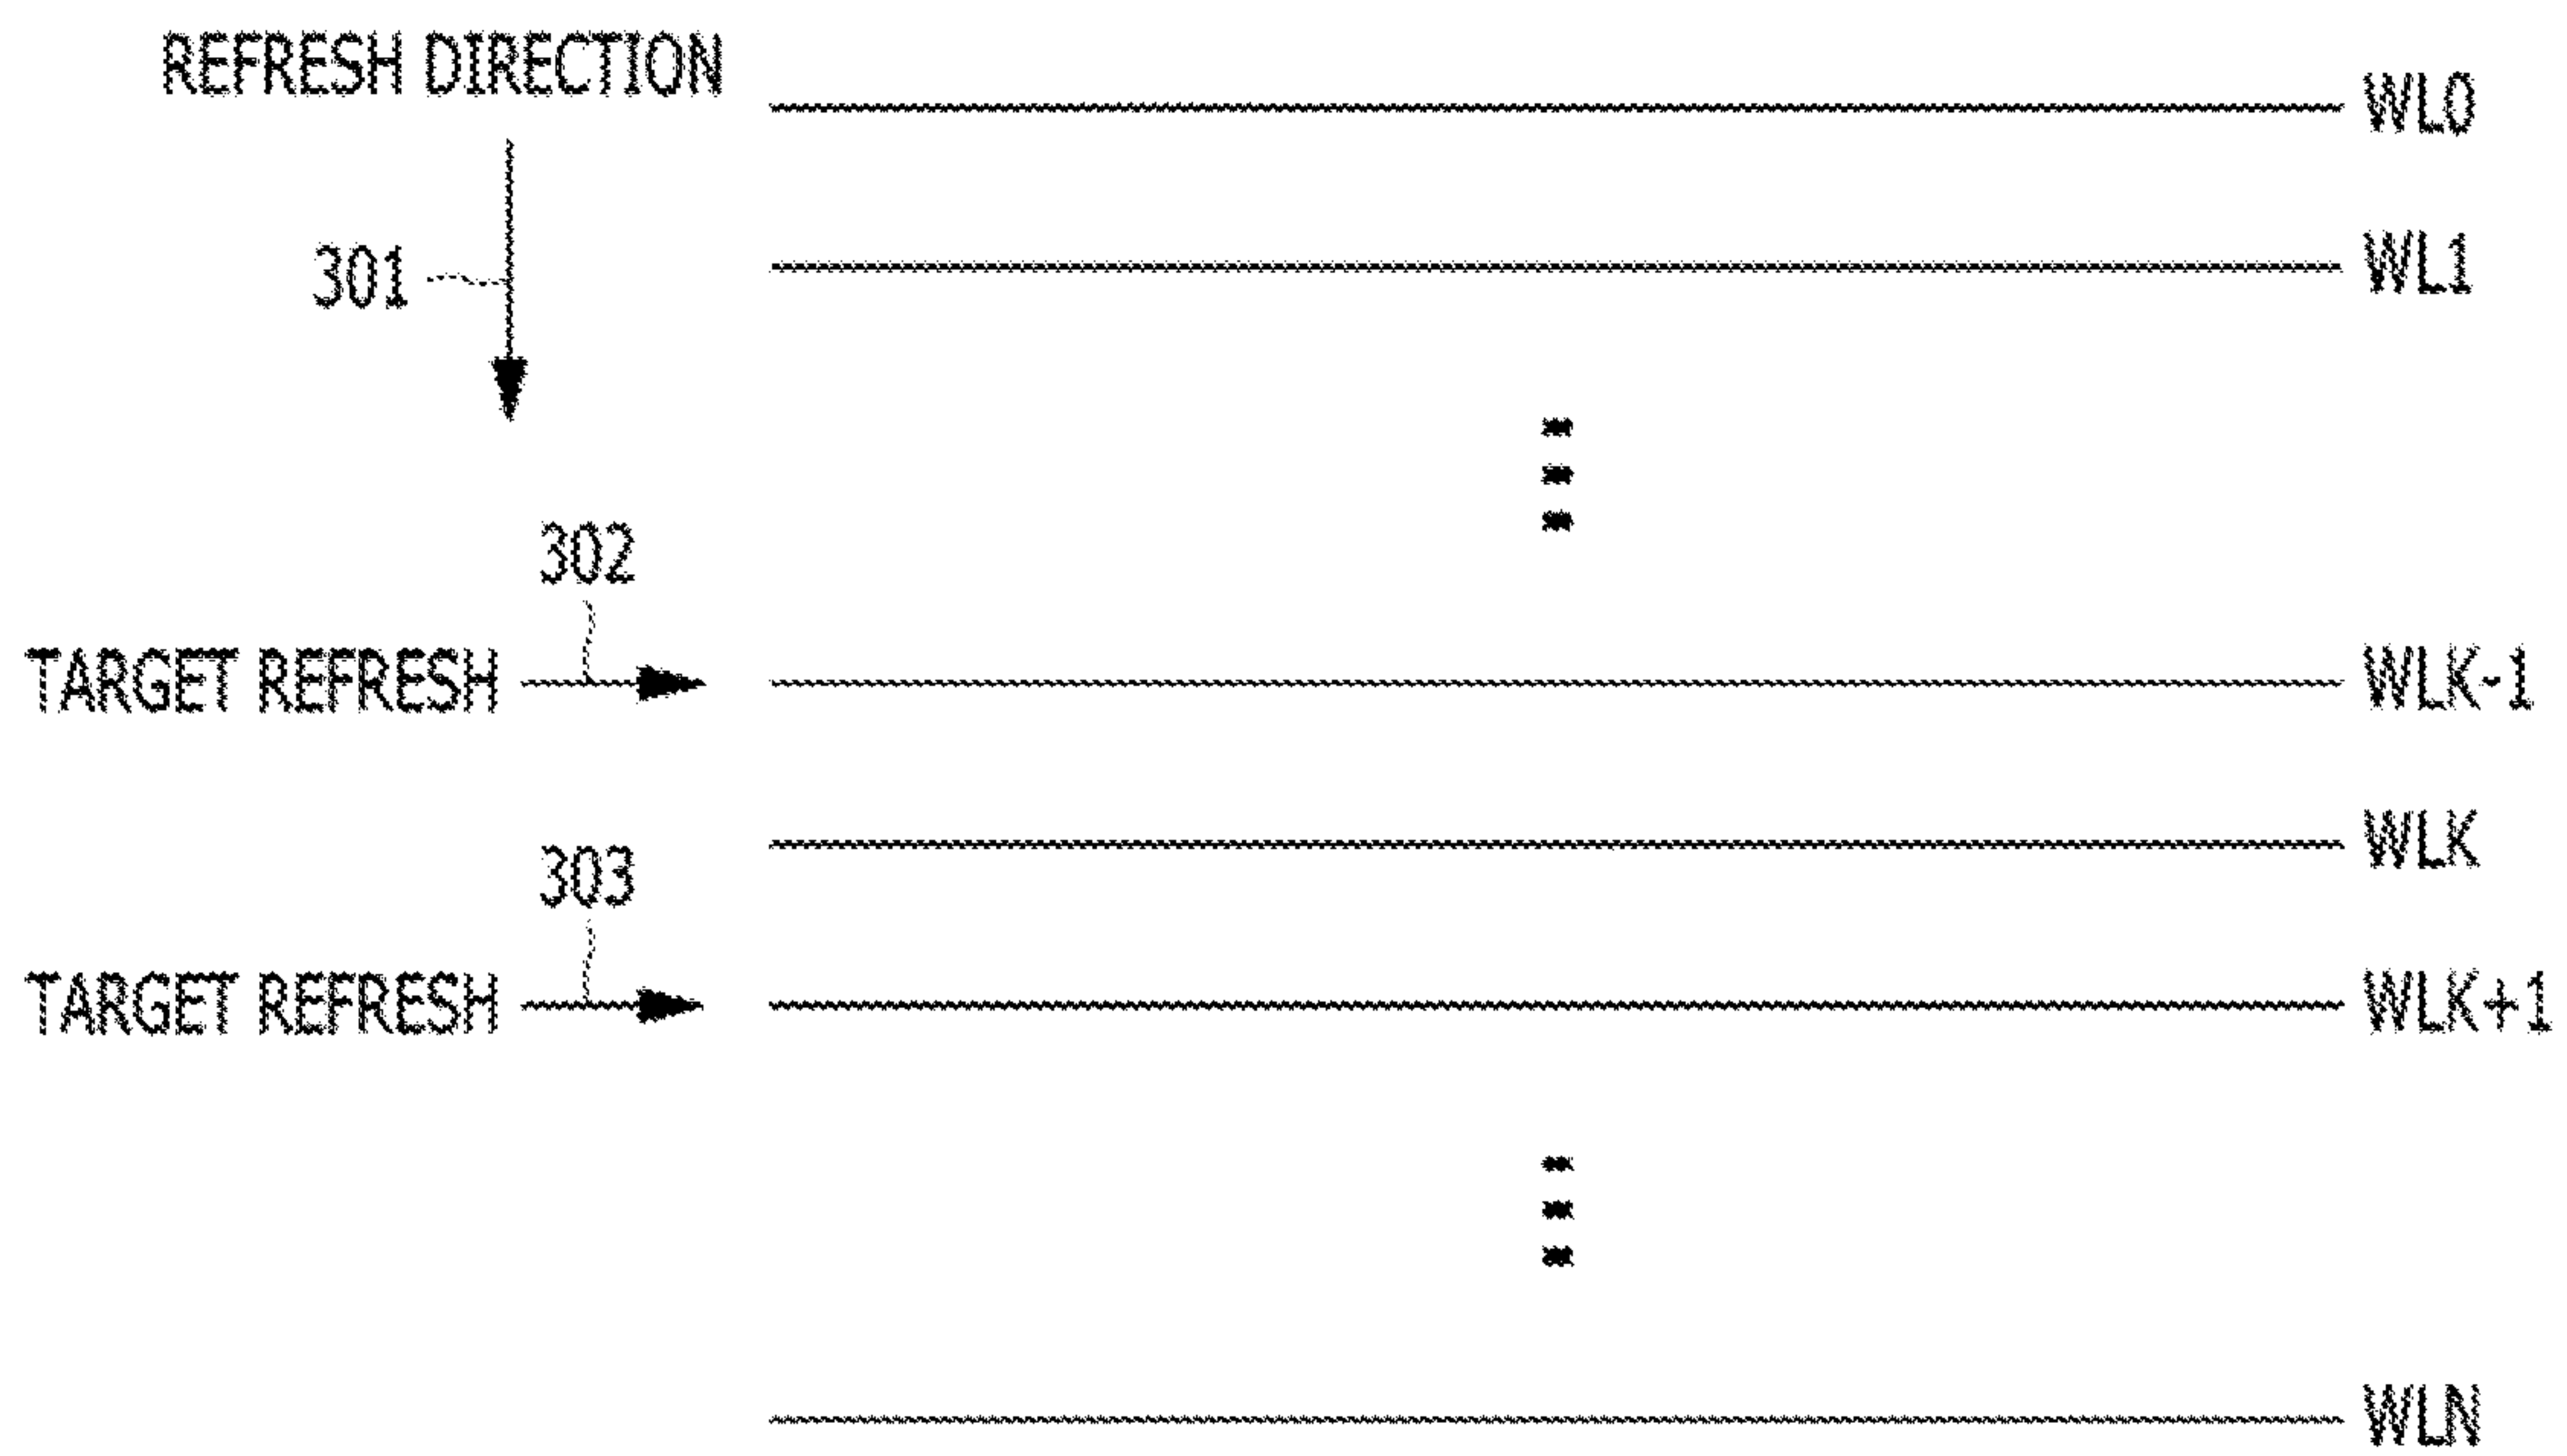 REFRESH DIRECTION
WL0
301
WL1
302
TARGET REFRESH
WLK-1
WLK
303
TARGET REFRESH
WLK+1
WLN